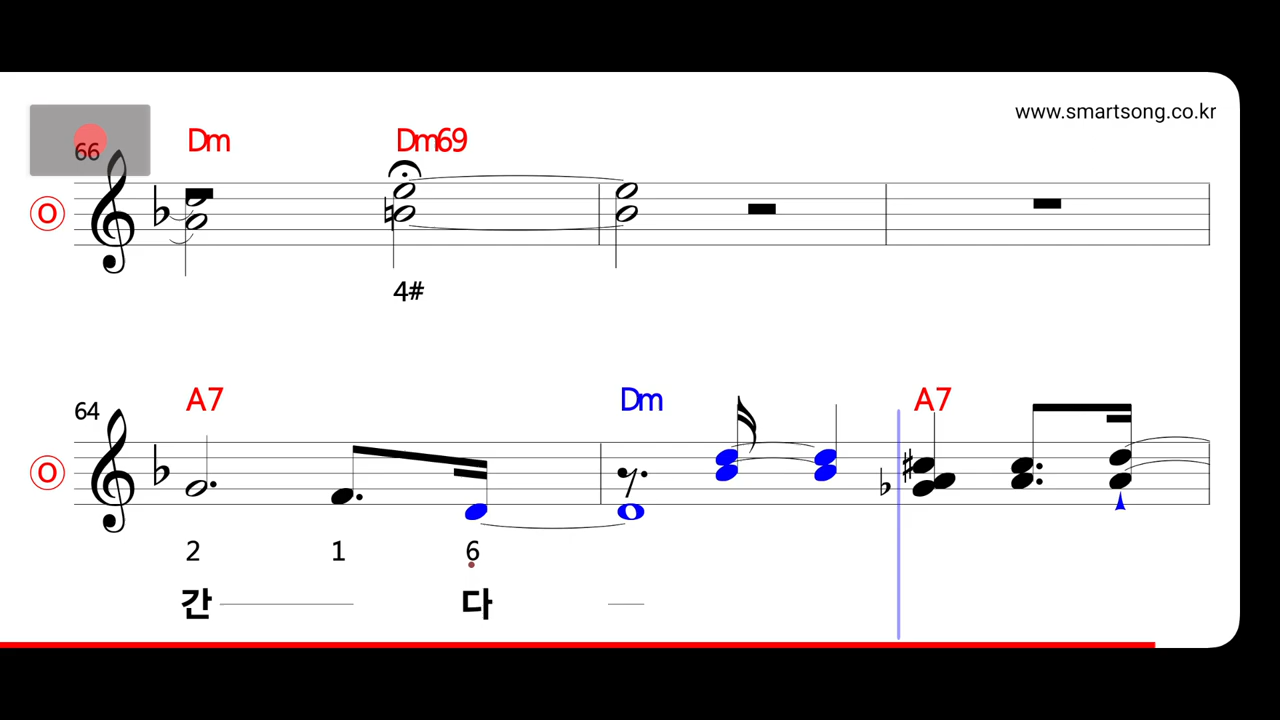 www.smartsong.co.kr
66
Dm Dm69
O
4#
A7 Dm A7
64
O
2 1 6
간 다